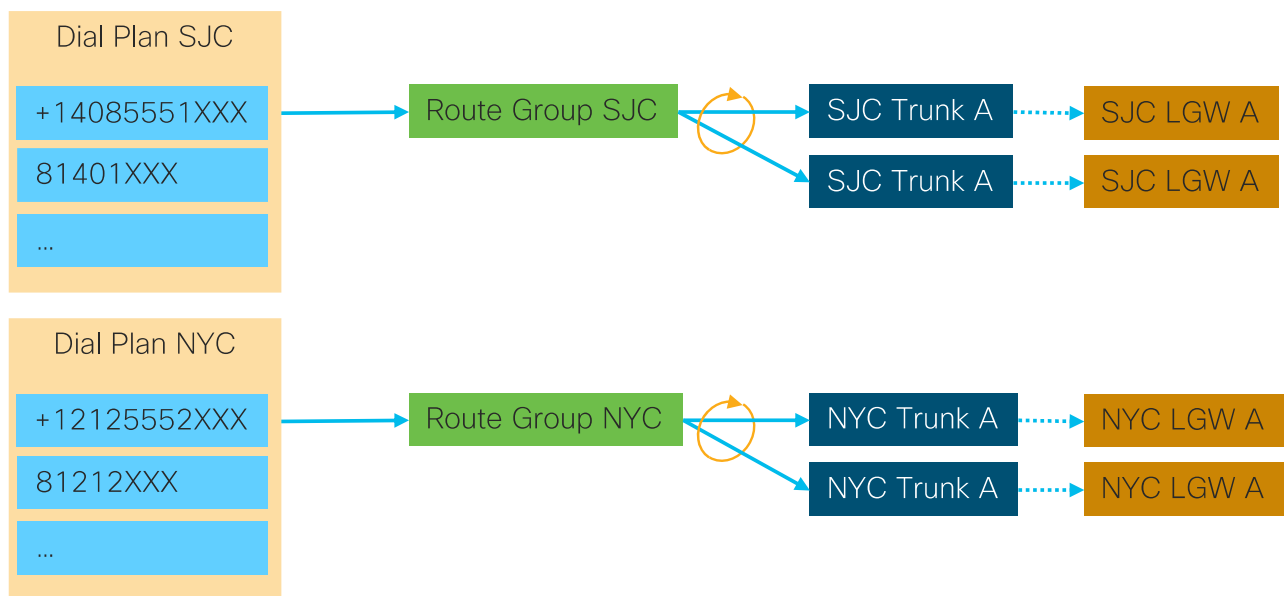 Dial Plan SJC
+14085551XXX
Route Group SJC
SJC Trunk A
SJC LGW A
81401XXX
SJC Trunk A
SJC LGW A
...
Dial Plan NYC
+12125552XXX
Route Group NYC
NYC Trunk A
NYC LGW A
81212XXX
NYC Trunk A
NYC LGW A
...